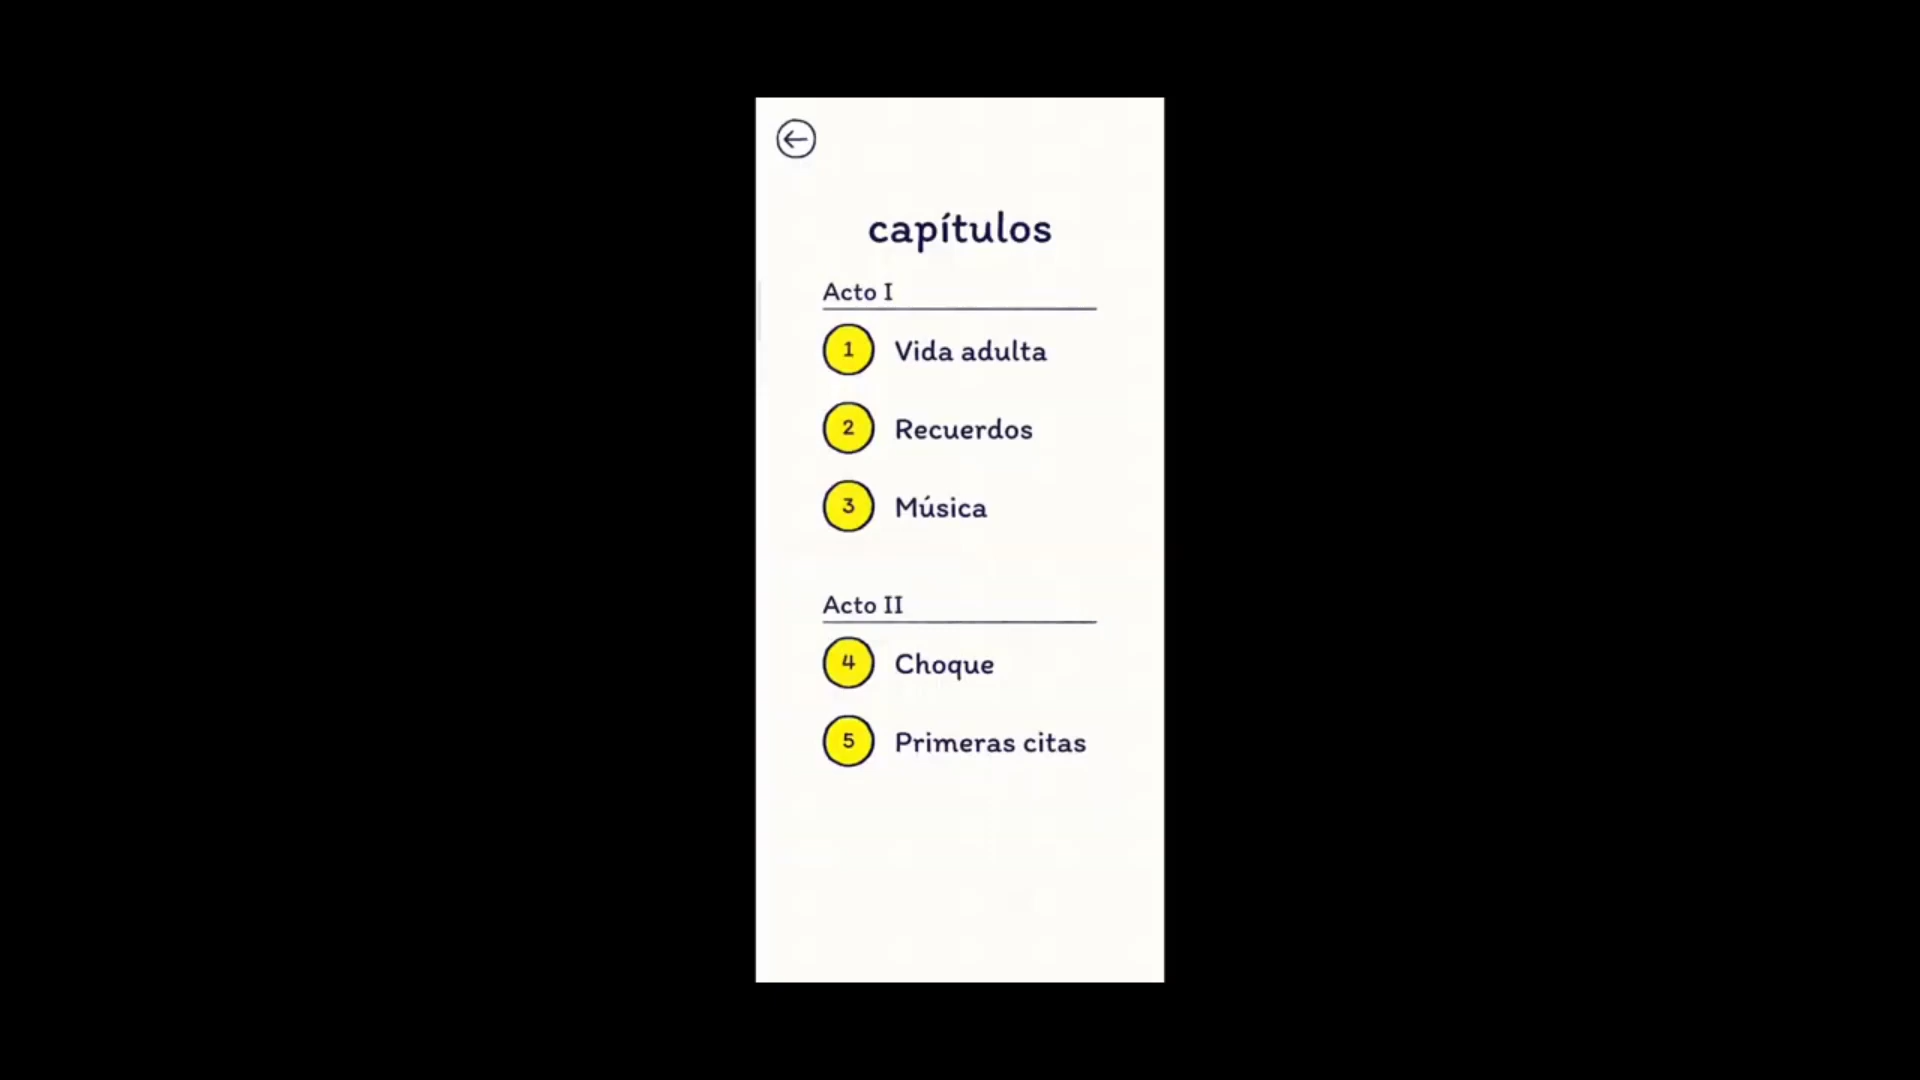 capítulos
Acto I
1 Vida adulta
2 Recuerdos
3 Música
Acto II
4 Choque
5 Primeras citas